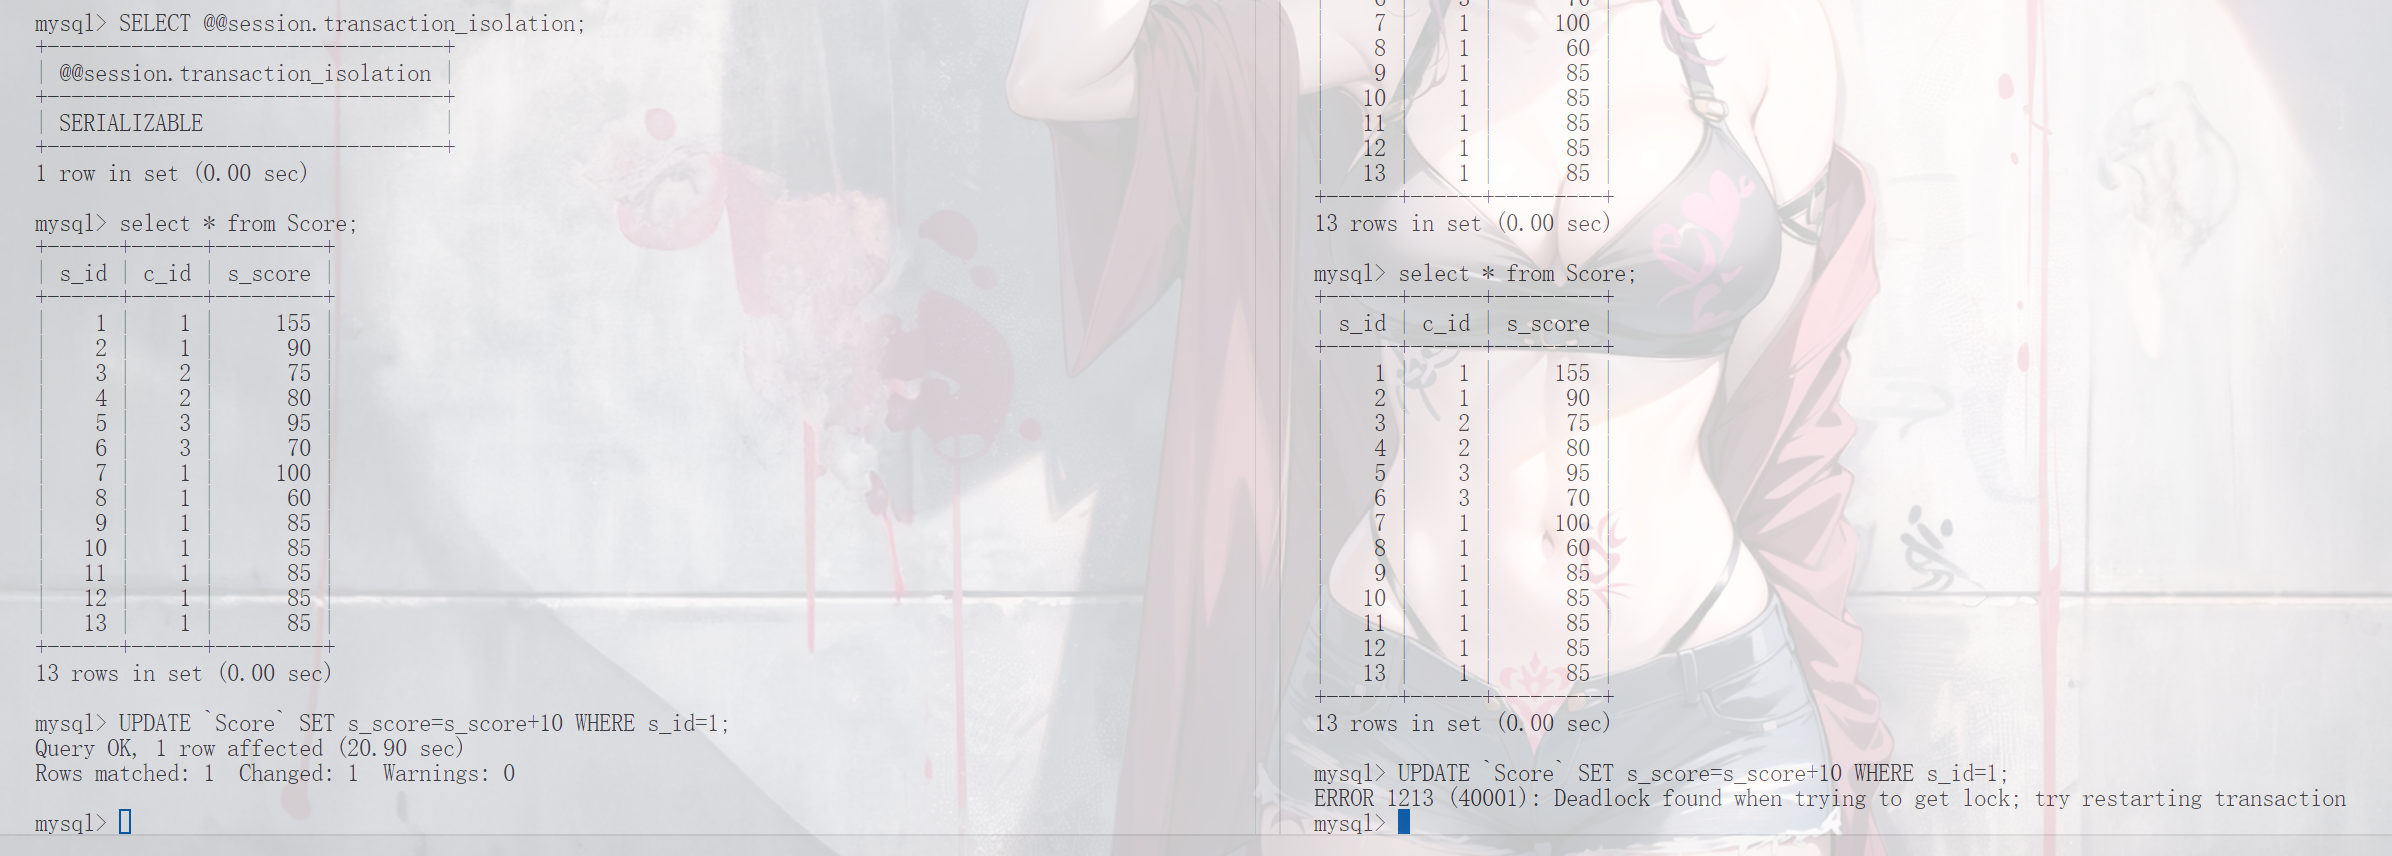 mysql> SELECT @@session.transaction_isolation;
+---------------------------------+
| @@session.transaction_isolation |
+---------------------------------+
| SERIALIZABLE                    |
+---------------------------------+
1 row in set (0.00 sec)

mysql> select * from Score;
+------+------+---------+
| s_id | c_id | s_score |
+------+------+---------+
|    1 |    1 |     155 |
|    2 |    1 |      90 |
|    3 |    2 |      75 |
|    4 |    2 |      80 |
|    5 |    3 |      95 |
|    6 |    3 |      70 |
|    7 |    1 |     100 |
|    8 |    1 |      60 |
|    9 |    1 |      85 |
|   10 |    1 |      85 |
|   11 |    1 |      85 |
|   12 |    1 |      85 |
|   13 |    1 |      85 |
+------+------+---------+
13 rows in set (0.00 sec)

mysql> UPDATE `Score` SET s_score=s_score+10 WHERE s_id=1;
Query OK, 1 row affected (20.90 sec)
Rows matched: 1  Changed: 1  Warnings: 0

mysql>
|    6 |    3 |      70 |
|    7 |    1 |     100 |
|    8 |    1 |      60 |
|    9 |    1 |      85 |
|   10 |    1 |      85 |
|   11 |    1 |      85 |
|   12 |    1 |      85 |
|   13 |    1 |      85 |
+------+------+---------+
13 rows in set (0.00 sec)

mysql> select * from Score;
+------+------+---------+
| s_id | c_id | s_score |
+------+------+---------+
|    1 |    1 |     155 |
|    2 |    1 |      90 |
|    3 |    2 |      75 |
|    4 |    2 |      80 |
|    5 |    3 |      95 |
|    6 |    3 |      70 |
|    7 |    1 |     100 |
|    8 |    1 |      60 |
|    9 |    1 |      85 |
|   10 |    1 |      85 |
|   11 |    1 |      85 |
|   12 |    1 |      85 |
|   13 |    1 |      85 |
+------+------+---------+
13 rows in set (0.00 sec)

mysql> UPDATE `Score` SET s_score=s_score+10 WHERE s_id=1;
ERROR 1213 (40001): Deadlock found when trying to get lock; try restarting transaction
mysql>